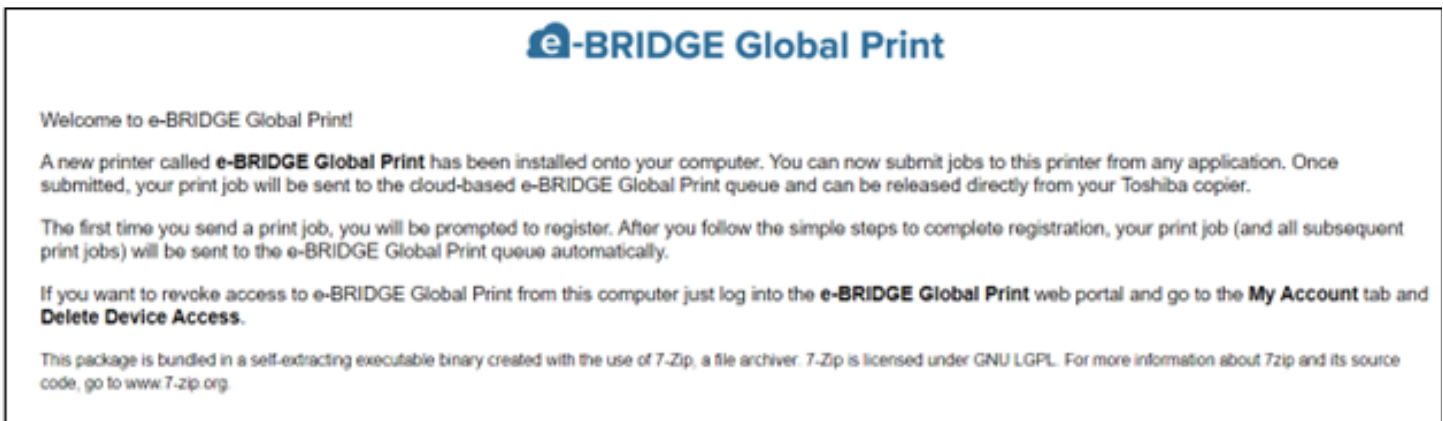 e-BRIDGE Global Print
Welcome to e-BRIDGE Global Print!
A new printer called e-BRIDGE Global Print has been installed onto your computer. You can now submit jobs to this printer from any application. Once
submitted, your print job will be sent to the cloud-based e-BRIDGE Global Print queue and can be released directly from your Toshiba copier.
The first time you send a print job, you will be prompted to register. After you follow the simple steps to complete registration, your print job (and all subsequent
print jobs) will be sent to the e-BRIDGE Global Print queue automatically.
If you want to revoke access to e-BRIDGE Global Print from this computer just log into the e-BRIDGE Global Print web portal and go to the My Account tab and
Delete Device Access.
This package is bundled in a self-extracting executable binary created with the use of 7-Zip, a file archiver. 7-Zip is licensed under GNU LGPL. For more information about 7zip and its source
code, go to www.7-zip.org.